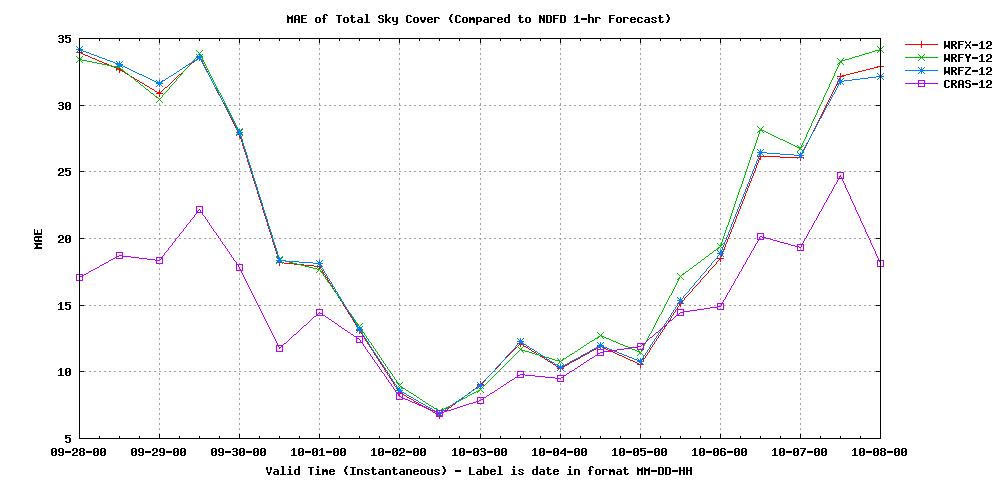 MAE of Total Sky Cover (Compared to NDFD 1-hr Forecast)
WRFX-12
WRFY-12
WRFZ-12
CRAS-12
35
30
25
20
15
10
5
MAE
09-28-00 09-29-00 09-30-00 10-01-00 10-02-00 10-03-00 10-04-00 10-05-00 10-06-00 10-07-00 10-08-00
Valid Time (Instantaneous) - Label is date in format MM-DD-HH